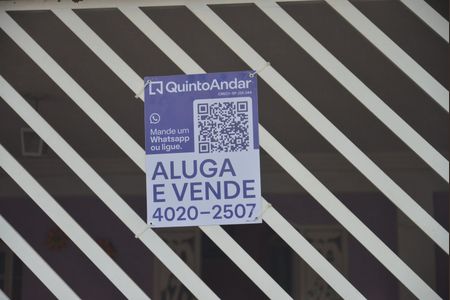 QuintoAndar
Mande um
Whatsapp
ou ligue.
ALUGA
E VENDE
4020-2507